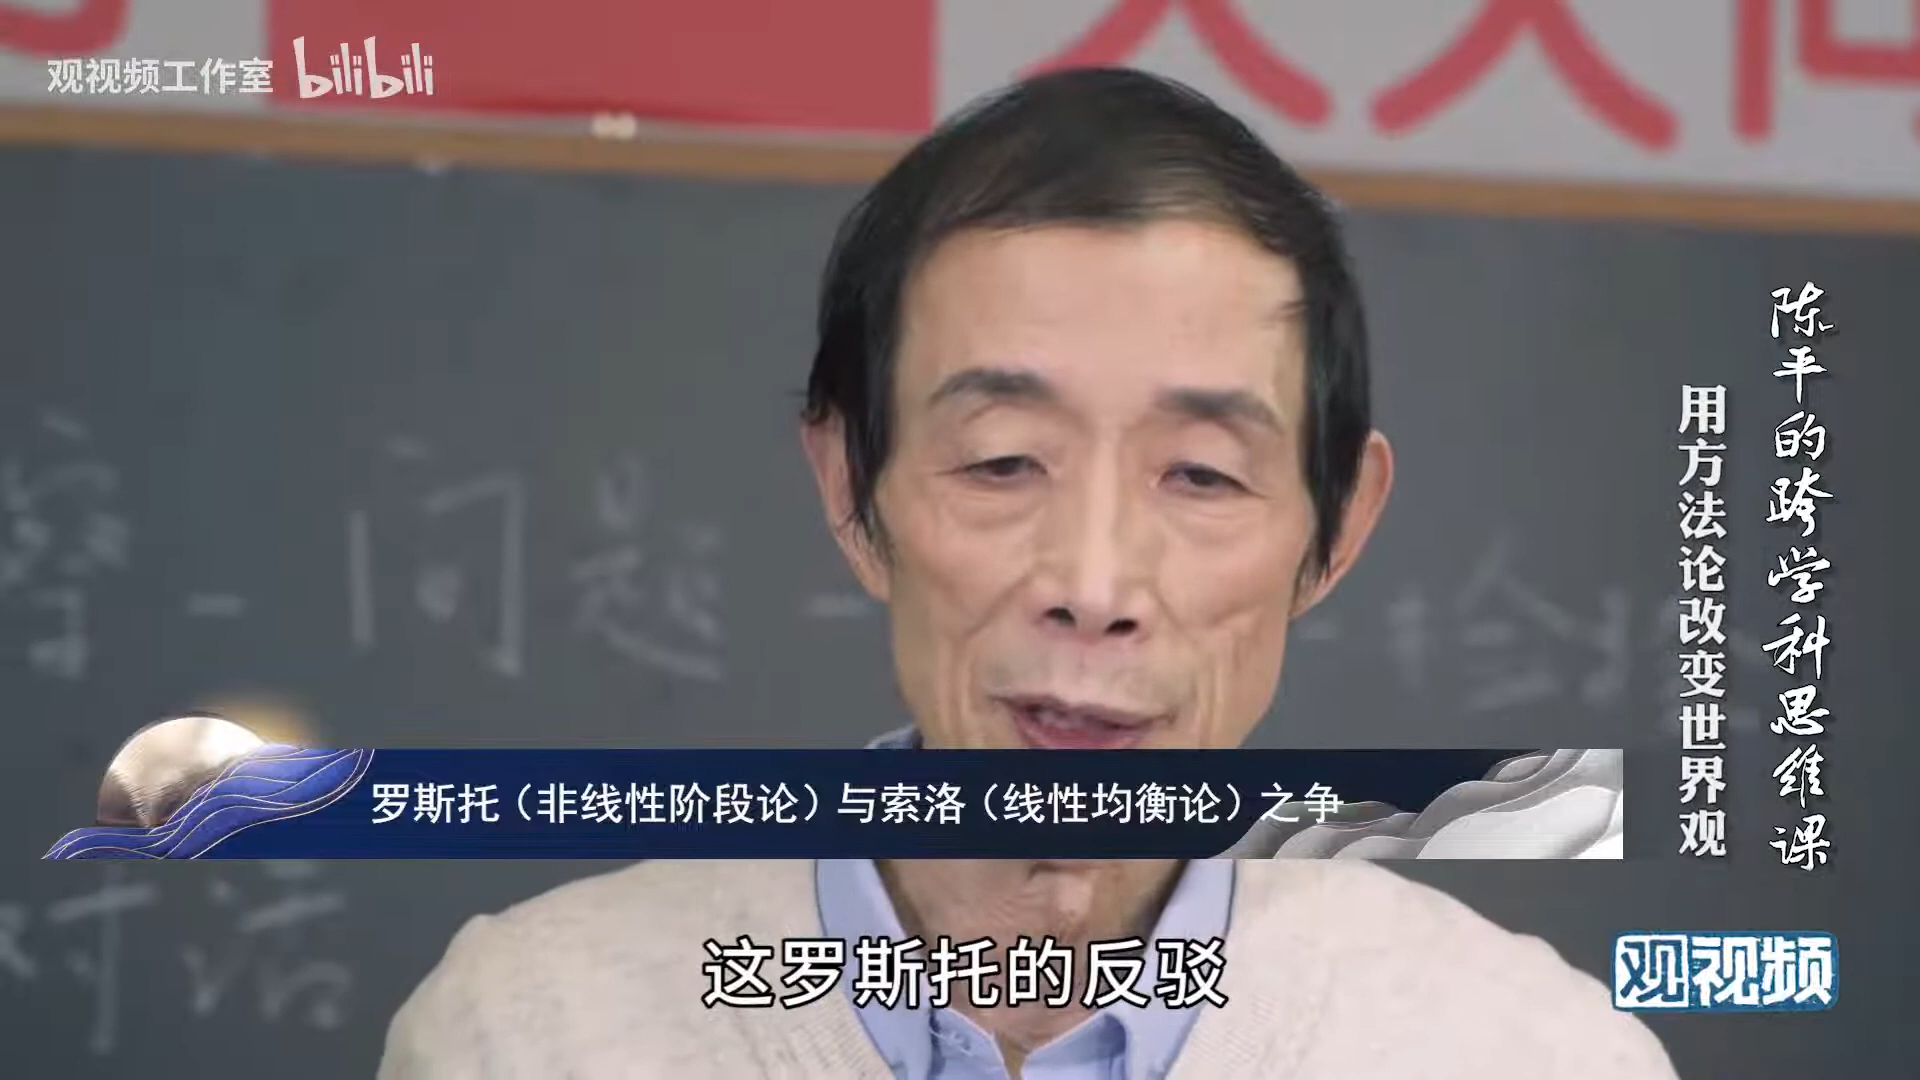 观视频工作室 bilibili
陈平的跨学科思维课
用方法论改变世界观
问题
对话
罗斯托（非线性阶段论）与索洛（线性均衡论）之争
这罗斯托的反驳
观视频